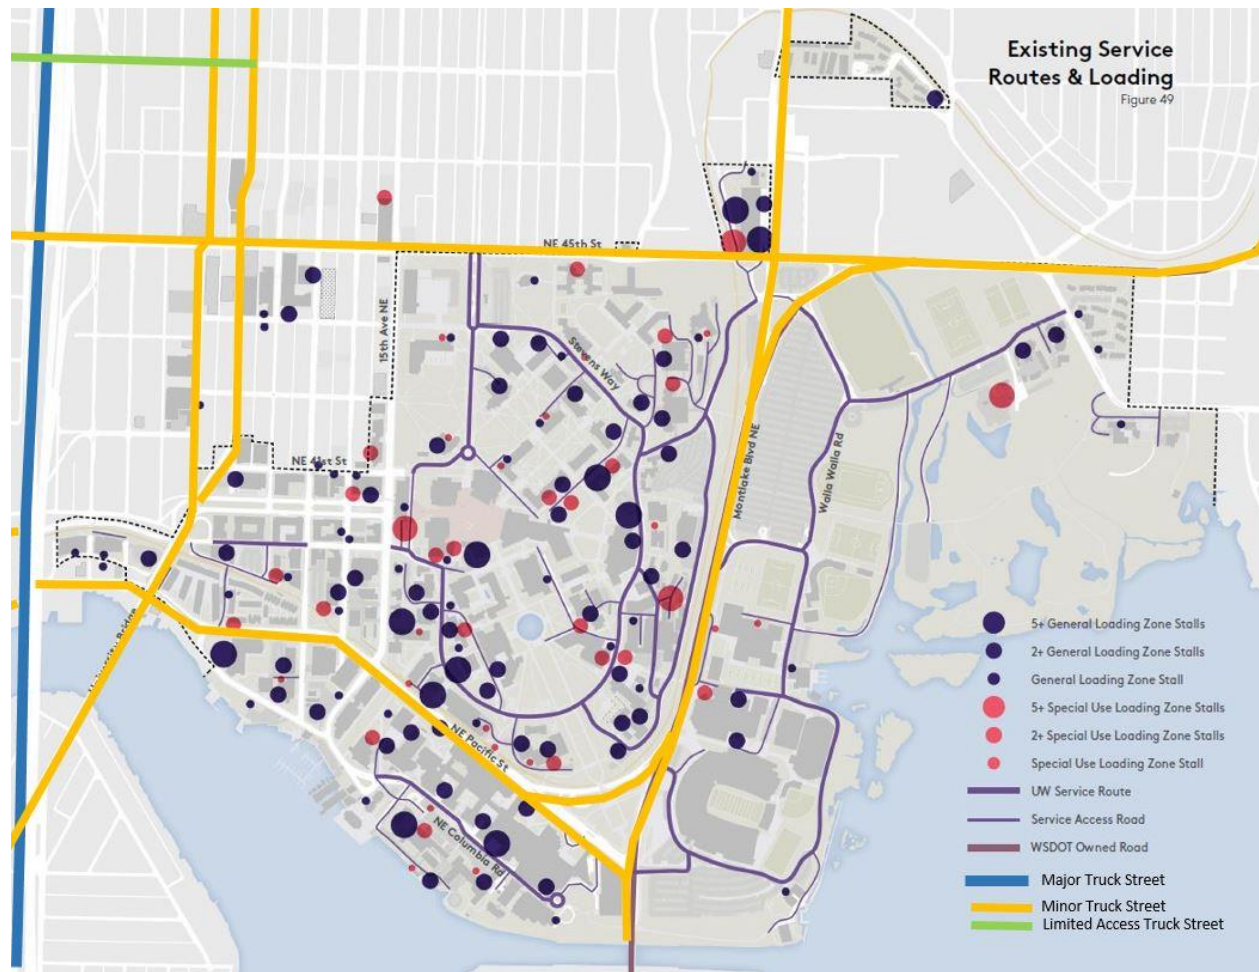 Existing Service
Routes & Loading
Figure 49
NE 45th St
15th Ave NE
Stevens Way
NE 41st St
Montlake Blvd NE
Walla Walla Rd
Bridge
NE Pacific St
NE Columbia Rd
5+ General Loading Zone Stalls
2+ General Loading Zone Stalls
General Loading Zone Stall
5+ Special Use Loading Zone Stalls
2+ Special Use Loading Zone Stalls
Special Use Loading Zone Stall
UW Service Route
Service Access Road
WSDOT Owned Road
Major Truck Street
Minor Truck Street
Limited Access Truck Street